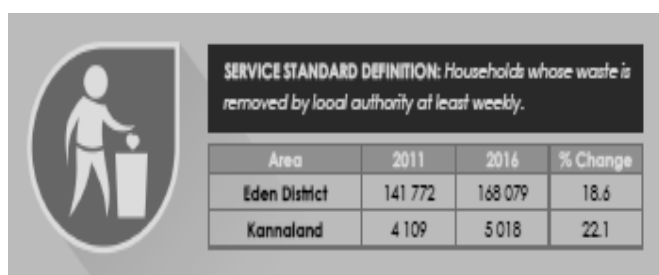 SERVICE STANDARD DEFINITION: Households whose waste is
removed by local authority at least weekly.
Area 2011 2016 % Change
Eden District 141 772 168 079 18.6
Kannaland 4 109 5 018 22.1